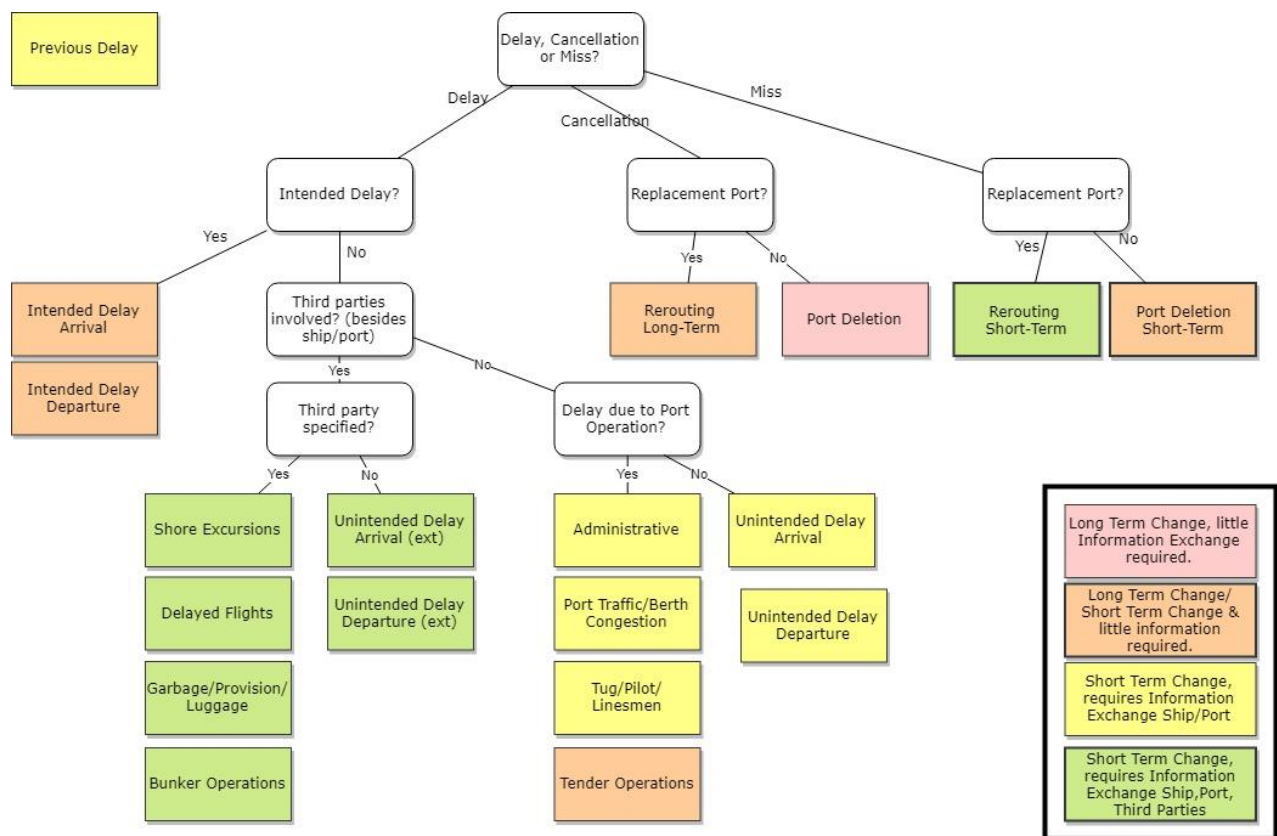 Previous Delay
Delay, Cancellation
or Miss?
Delay
Cancellation
Miss
Intended Delay?
Replacement Port?
Replacement Port?
Yes
No
Yes
No
Yes
No
Intended Delay
Arrival
Third parties
involved? (besides
ship/port)
Rerouting
Long-Term
Port Deletion
Rerouting
Short-Term
Port Deletion
Short-Term
Intended Delay
Departure
Yes
No
Third party
specified?
Delay due to Port
Operation?
Yes
No
Yes
No
Shore Excursions
Unintended Delay
Arrival (ext)
Administrative
Unintended Delay
Arrival
Delayed Flights
Unintended Delay
Departure (ext)
Port Traffic/Berth
Congestion
Unintended Delay
Departure
Garbage/Provision/
Luggage
Tug/Pilot/
Linesmen
Bunker Operations
Tender Operations
Long Term Change, little
Information Exchange
required.
Long Term Change/
Short Term Change &
little information
required.
Short Term Change,
requires Information
Exchange Ship/Port
Short Term Change,
requires Information
Exchange Ship,Port,
Third Parties